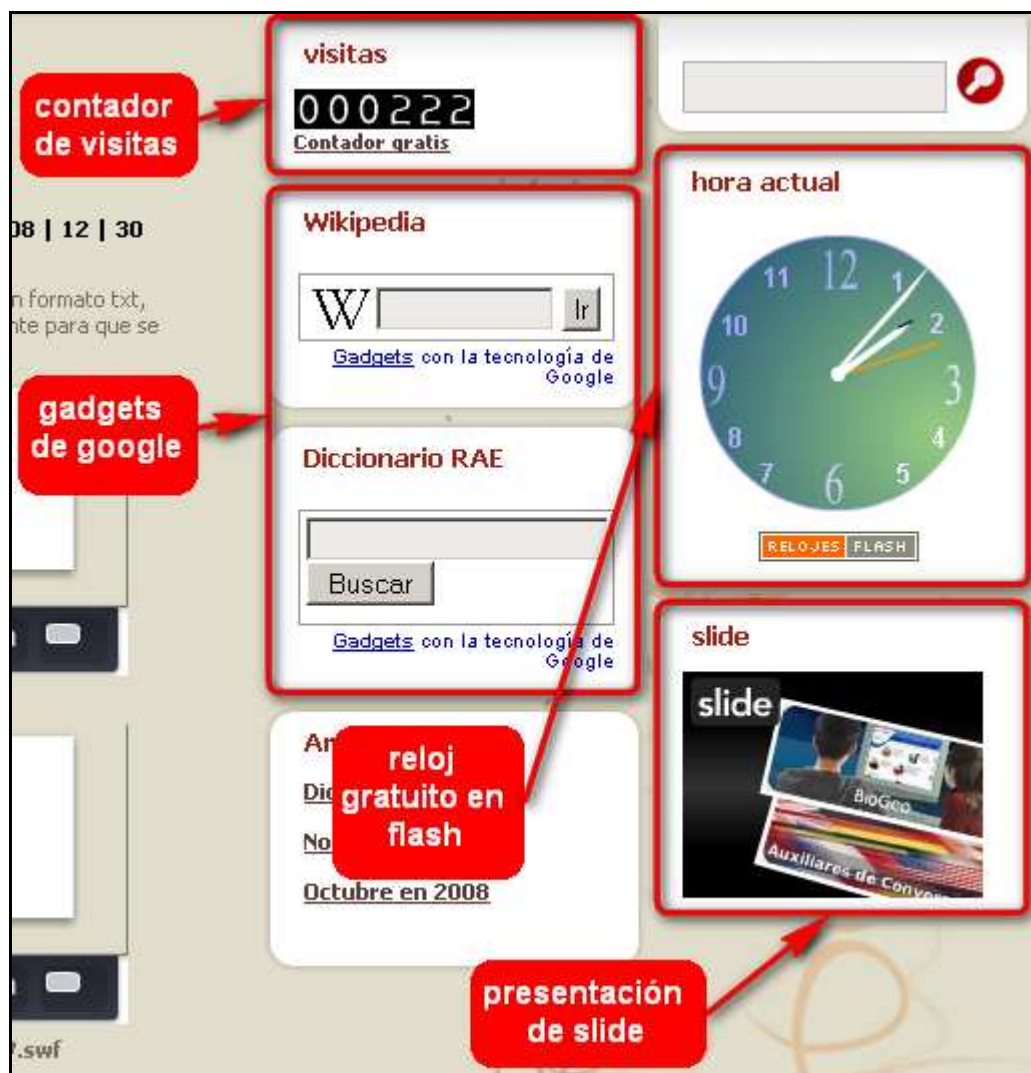 visitas
000222
Contador gratis
contador
de visitas
08 | 12 | 30
n formato txt,
nte para que se
Wikipedia
W
Ir
Gadgets con la tecnología de
Google
gadgets
de google
Diccionario RAE
Buscar
Gadgets con la tecnología de
Google
reloj
gratuito en
flash
Octubre en 2008
?.swf
hora actual
12
1
2
3
4
5
6
7
8
9
10
11
RELOJES FLASH
slide
slide
BioGeo
Auxiliares de Convers
presentación
de slide